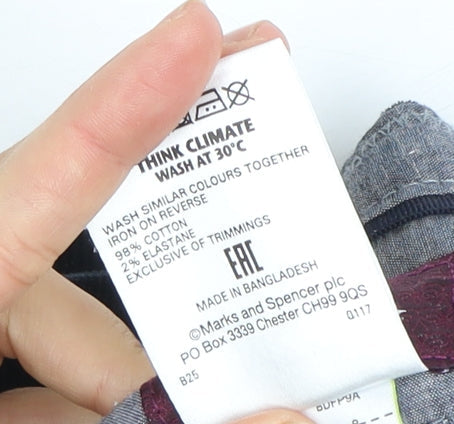 THINK CLIMATE
WASH AT 30°C
WASH SIMILAR COLOURS TOGETHER
IRON ON REVERSE
98% COTTON
2% ELASTANE
EXCLUSIVE OF TRIMMINGS
EAC
MADE IN BANGLADESH
©Marks and Spencer plc
PO Box 3339 Chester CH99 9QS
B25 0117